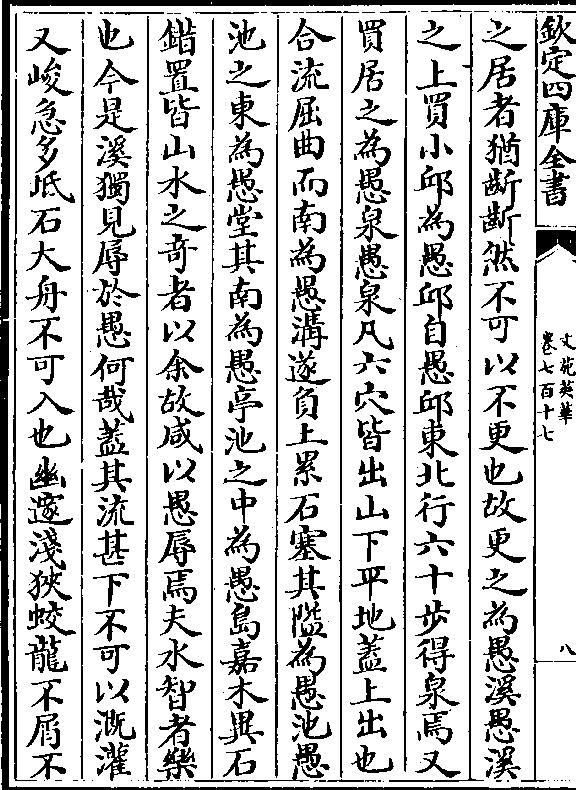 欽定四庫全書
文苑英華
卷七百十七
八
之居者猶斷斷然不可以不更也故更之為愚溪愚溪
之上買小邱為愚邱自愚邱東北行六十步得泉焉又
買居之為愚泉愚泉凡六穴皆出山下平地蓋上出也
合流屈曲而南為愚溝遂負上累石塞其隘為愚池愚
池之東為愚堂其南為愚亭池之中為愚島嘉木異石
錯置皆山水之奇者以余故咸以愚辱焉夫水智者樂
也今是溪獨見辱於愚何哉蓋其流甚下不可以溉灌
又峻急多坻石大舟不可入也幽邃淺狹蛟龍不屑不